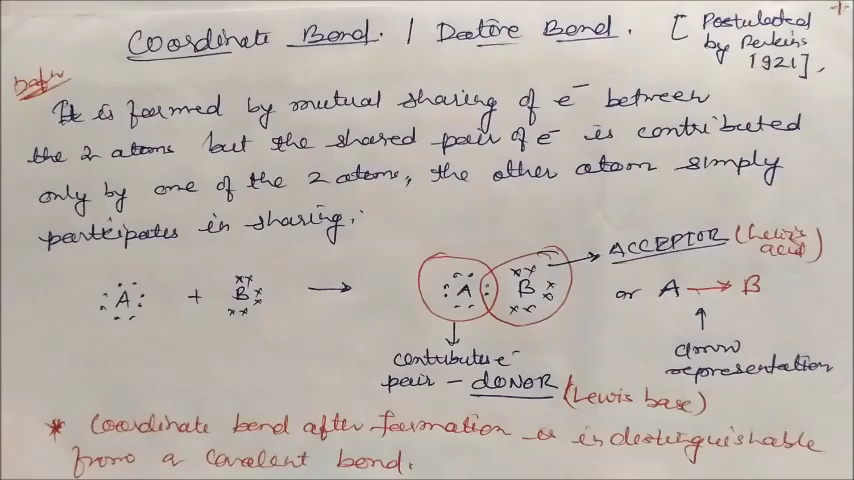 Coordinate Bond. / Dative Bond. [Postulated by Perkins 1921].
Defn
It is formed by mutual sharing of e⁻ between
the 2 atoms but the shared pair of e⁻ is contributed
only by one of the 2 atoms, the other atom simply
participates in sharing.
A + B → A : B → ACCEPTOR (Lewis acid)
or A → B
contributes e⁻
pair - DONOR (Lewis base)
arrow
representation
* Coordinate bond after formation is indistinguishable
from a covalent bond.